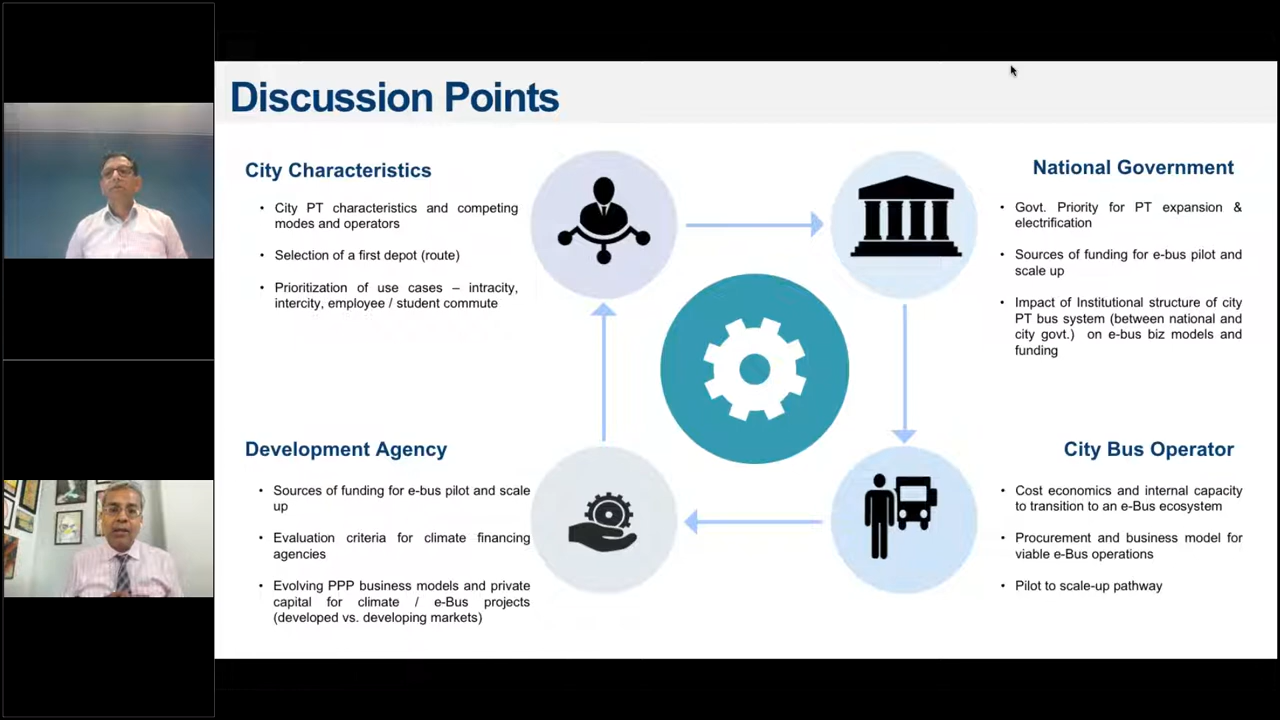 Discussion Points
City Characteristics
• City PT characteristics and competing
modes and operators
• Selection of a first depot (route)
• Prioritization of use cases – intracity,
intercity, employee / student commute
National Government
• Govt. Priority for PT expansion &
electrification
• Sources of funding for e-bus pilot and
scale up
• Impact of Institutional structure of city
PT bus system (between national and
city govt.) on e-bus biz models and
funding
Development Agency
• Sources of funding for e-bus pilot and scale
up
• Evaluation criteria for climate financing
agencies
• Evolving PPP business models and private
capital for climate / e-Bus projects
(developed vs. developing markets)
City Bus Operator
• Cost economics and internal capacity
to transition to an e-Bus ecosystem
• Procurement and business model for
viable e-Bus operations
• Pilot to scale-up pathway